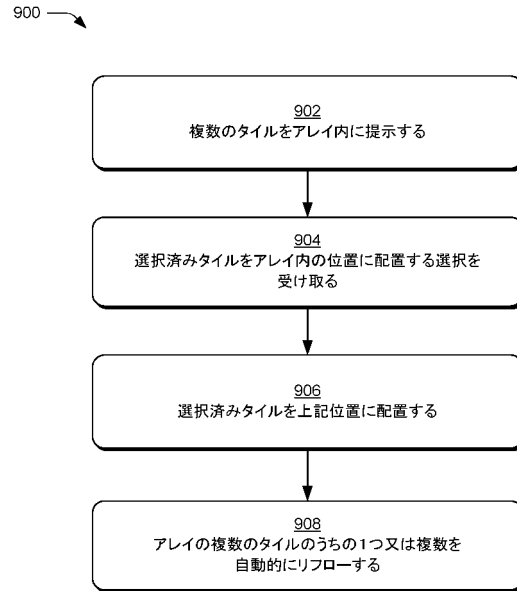 900
902
複数のタイルをアレイ内に提示する
904
選択済みタイルをアレイ内の位置に配置する選択を
受け取る
906
選択済みタイルを上記位置に配置する
908
アレイの複数のタイルのうちの1つ又は複数を
自動的にリフローする